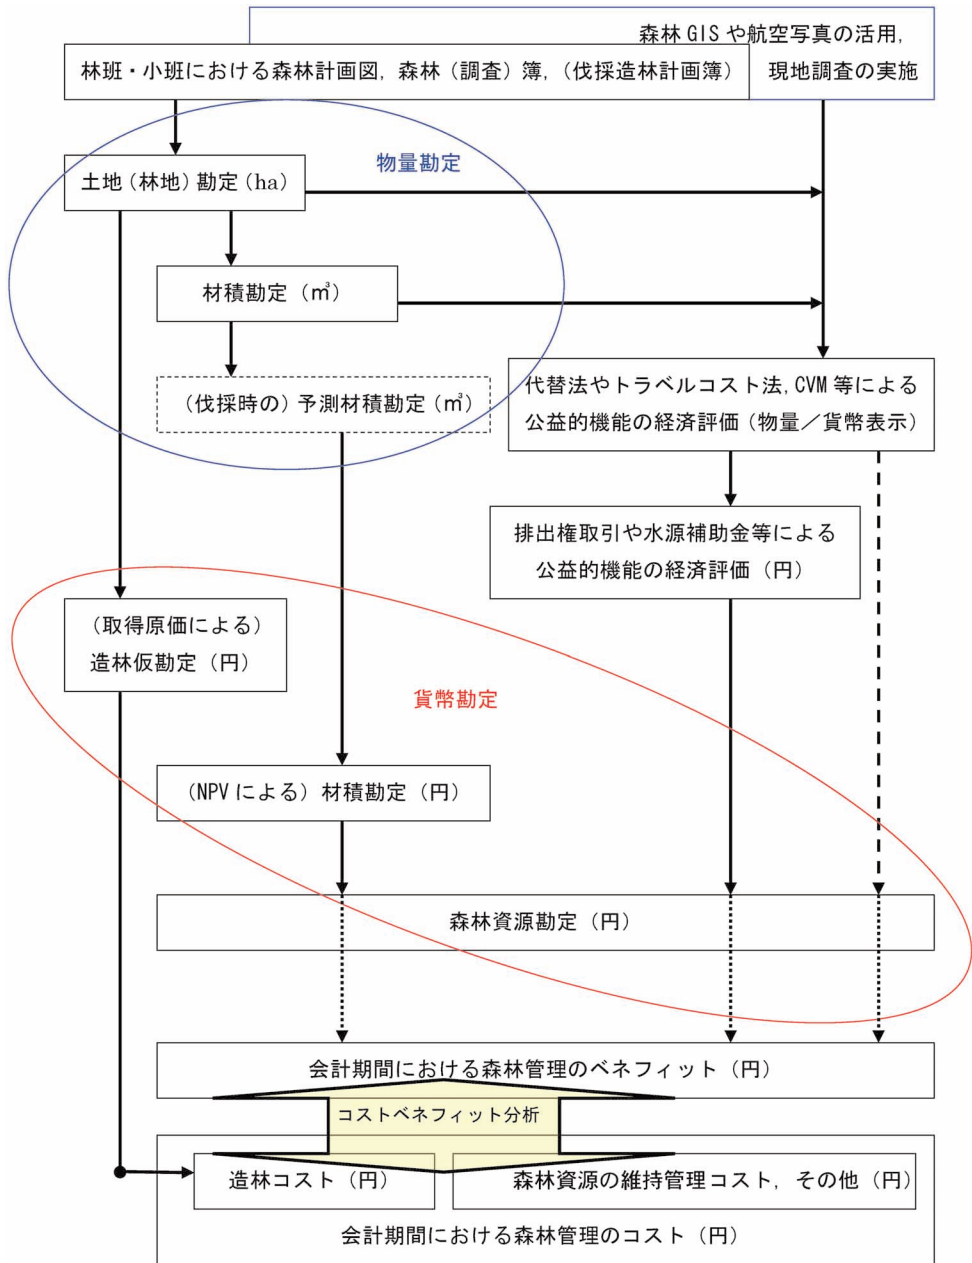 森林 GIS や航空写真の活用,
現地調査の実施
林班・小班における森林計画図, 森林（調査）簿,（伐採造林計画簿）
物量勘定
土地（林地）勘定（ha）
材積勘定（㎥）
（伐採時の）予測材積勘定（㎥）
代替法やトラベルコスト法, CVM 等による
公益的機能の経済評価（物量／貨幣表示）
排出権取引や水源補助金等による
公益的機能の経済評価（円）
（取得原価による）
造林仮勘定（円）
貨幣勘定
（NPV による）材積勘定（円）
森林資源勘定（円）
会計期間における森林管理のベネフィット（円）
コストベネフィット分析
造林コスト（円）
森林資源の維持管理コスト, その他（円）
会計期間における森林管理のコスト（円）